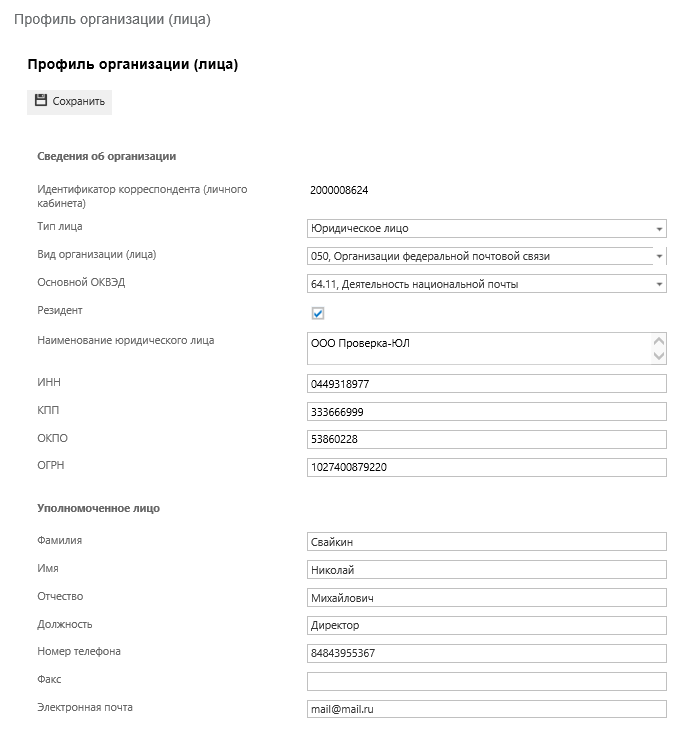 Профиль организации (лица)
Профиль организации (лица)
Сохранить
Сведения об организации
Идентификатор корреспондента (личного
кабинета)
2000008624
Тип лица
Юридическое лицо
Вид организации (лица)
050, Организации федеральной почтовой связи
Основной ОКВЭД
64.11, Деятельность национальной почты
Резидент
Наименование юридического лица
ООО Проверка-ЮЛ
ИНН
0449318977
КПП
333666999
ОКПО
53860228
ОГРН
1027400879220
Уполномоченное лицо
Фамилия
Свайкин
Имя
Николай
Отчество
Михайлович
Должность
Директор
Номер телефона
84843955367
Факс
Электронная почта
mail@mail.ru